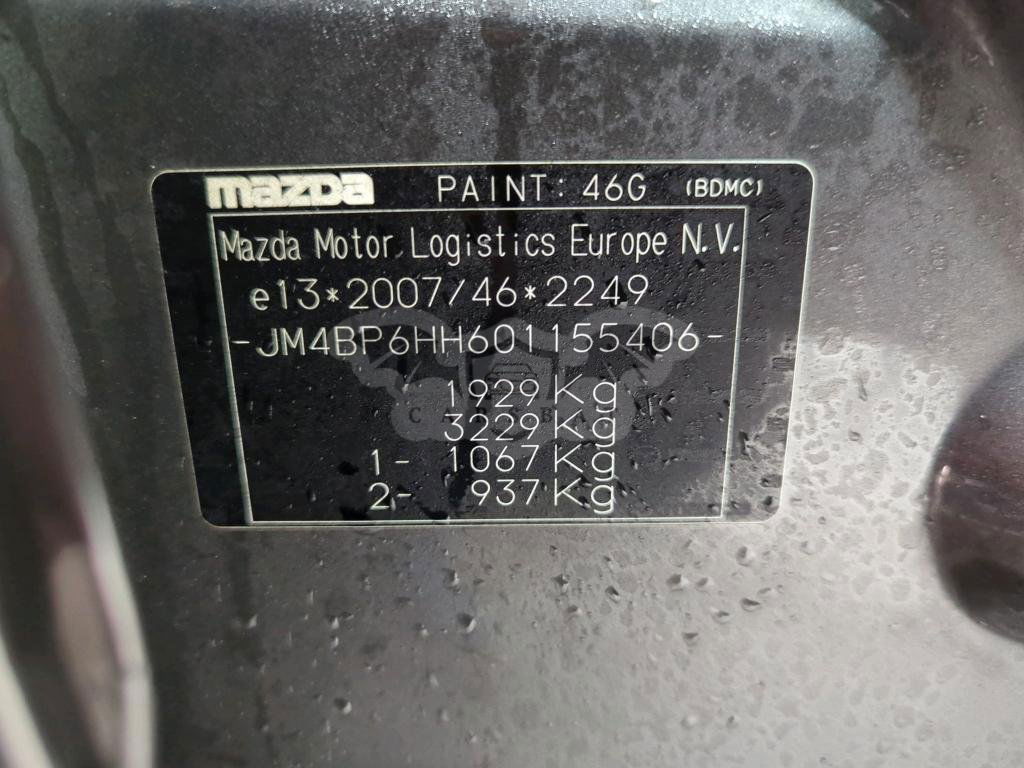 mazda PAINT: 46G (BDMC)
Mazda Motor Logistics Europe N.V.
e13*2007/46*2249
-JM4BP6HH601155406-
1929 Kg
3229 Kg
1- 1067 Kg
2- 937 Kg